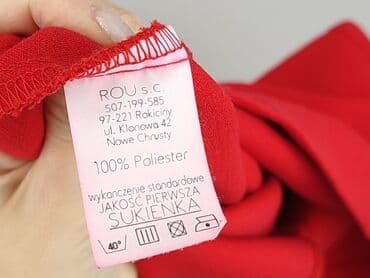 ROU s.c.
507-199-585
97-221 Rokiciny
ul. Klonowa 42
Nowe Chrusty
100% Poliester
wykończenie standardowe
JAKOŚĆ PIERWSZA
SUKIENKA
40°